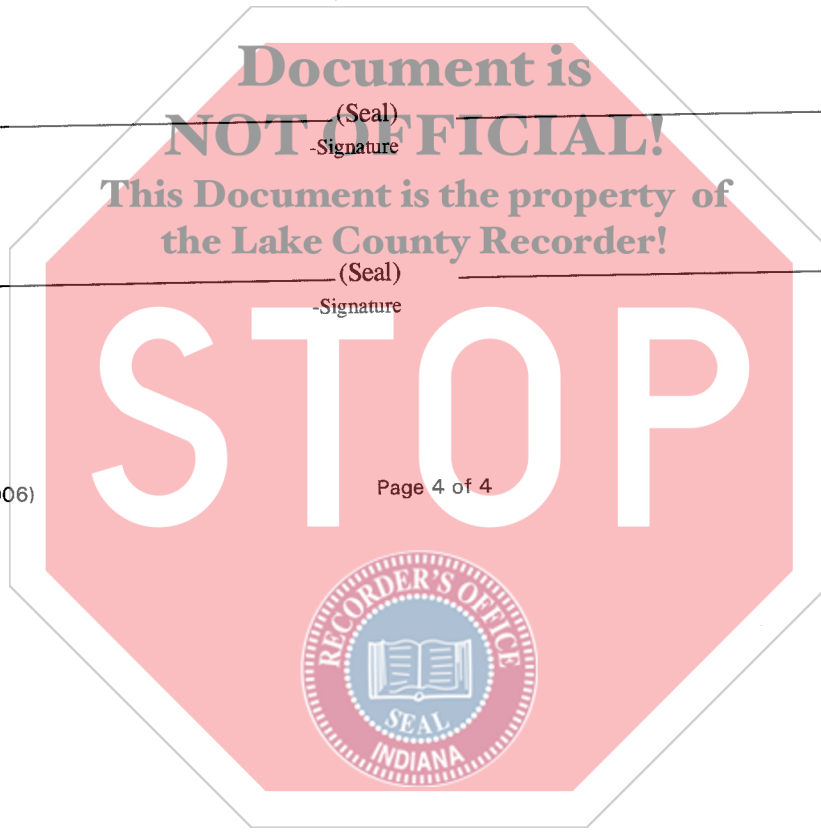 Document is
(Seal)
NOT OFFICIAL!
-Signature
This Document is the property of
the Lake County Recorder!
(Seal)
-Signature
STOP
06)
Page 4 of 4
RECORDER'S OFFICE
SEAL
INDIANA